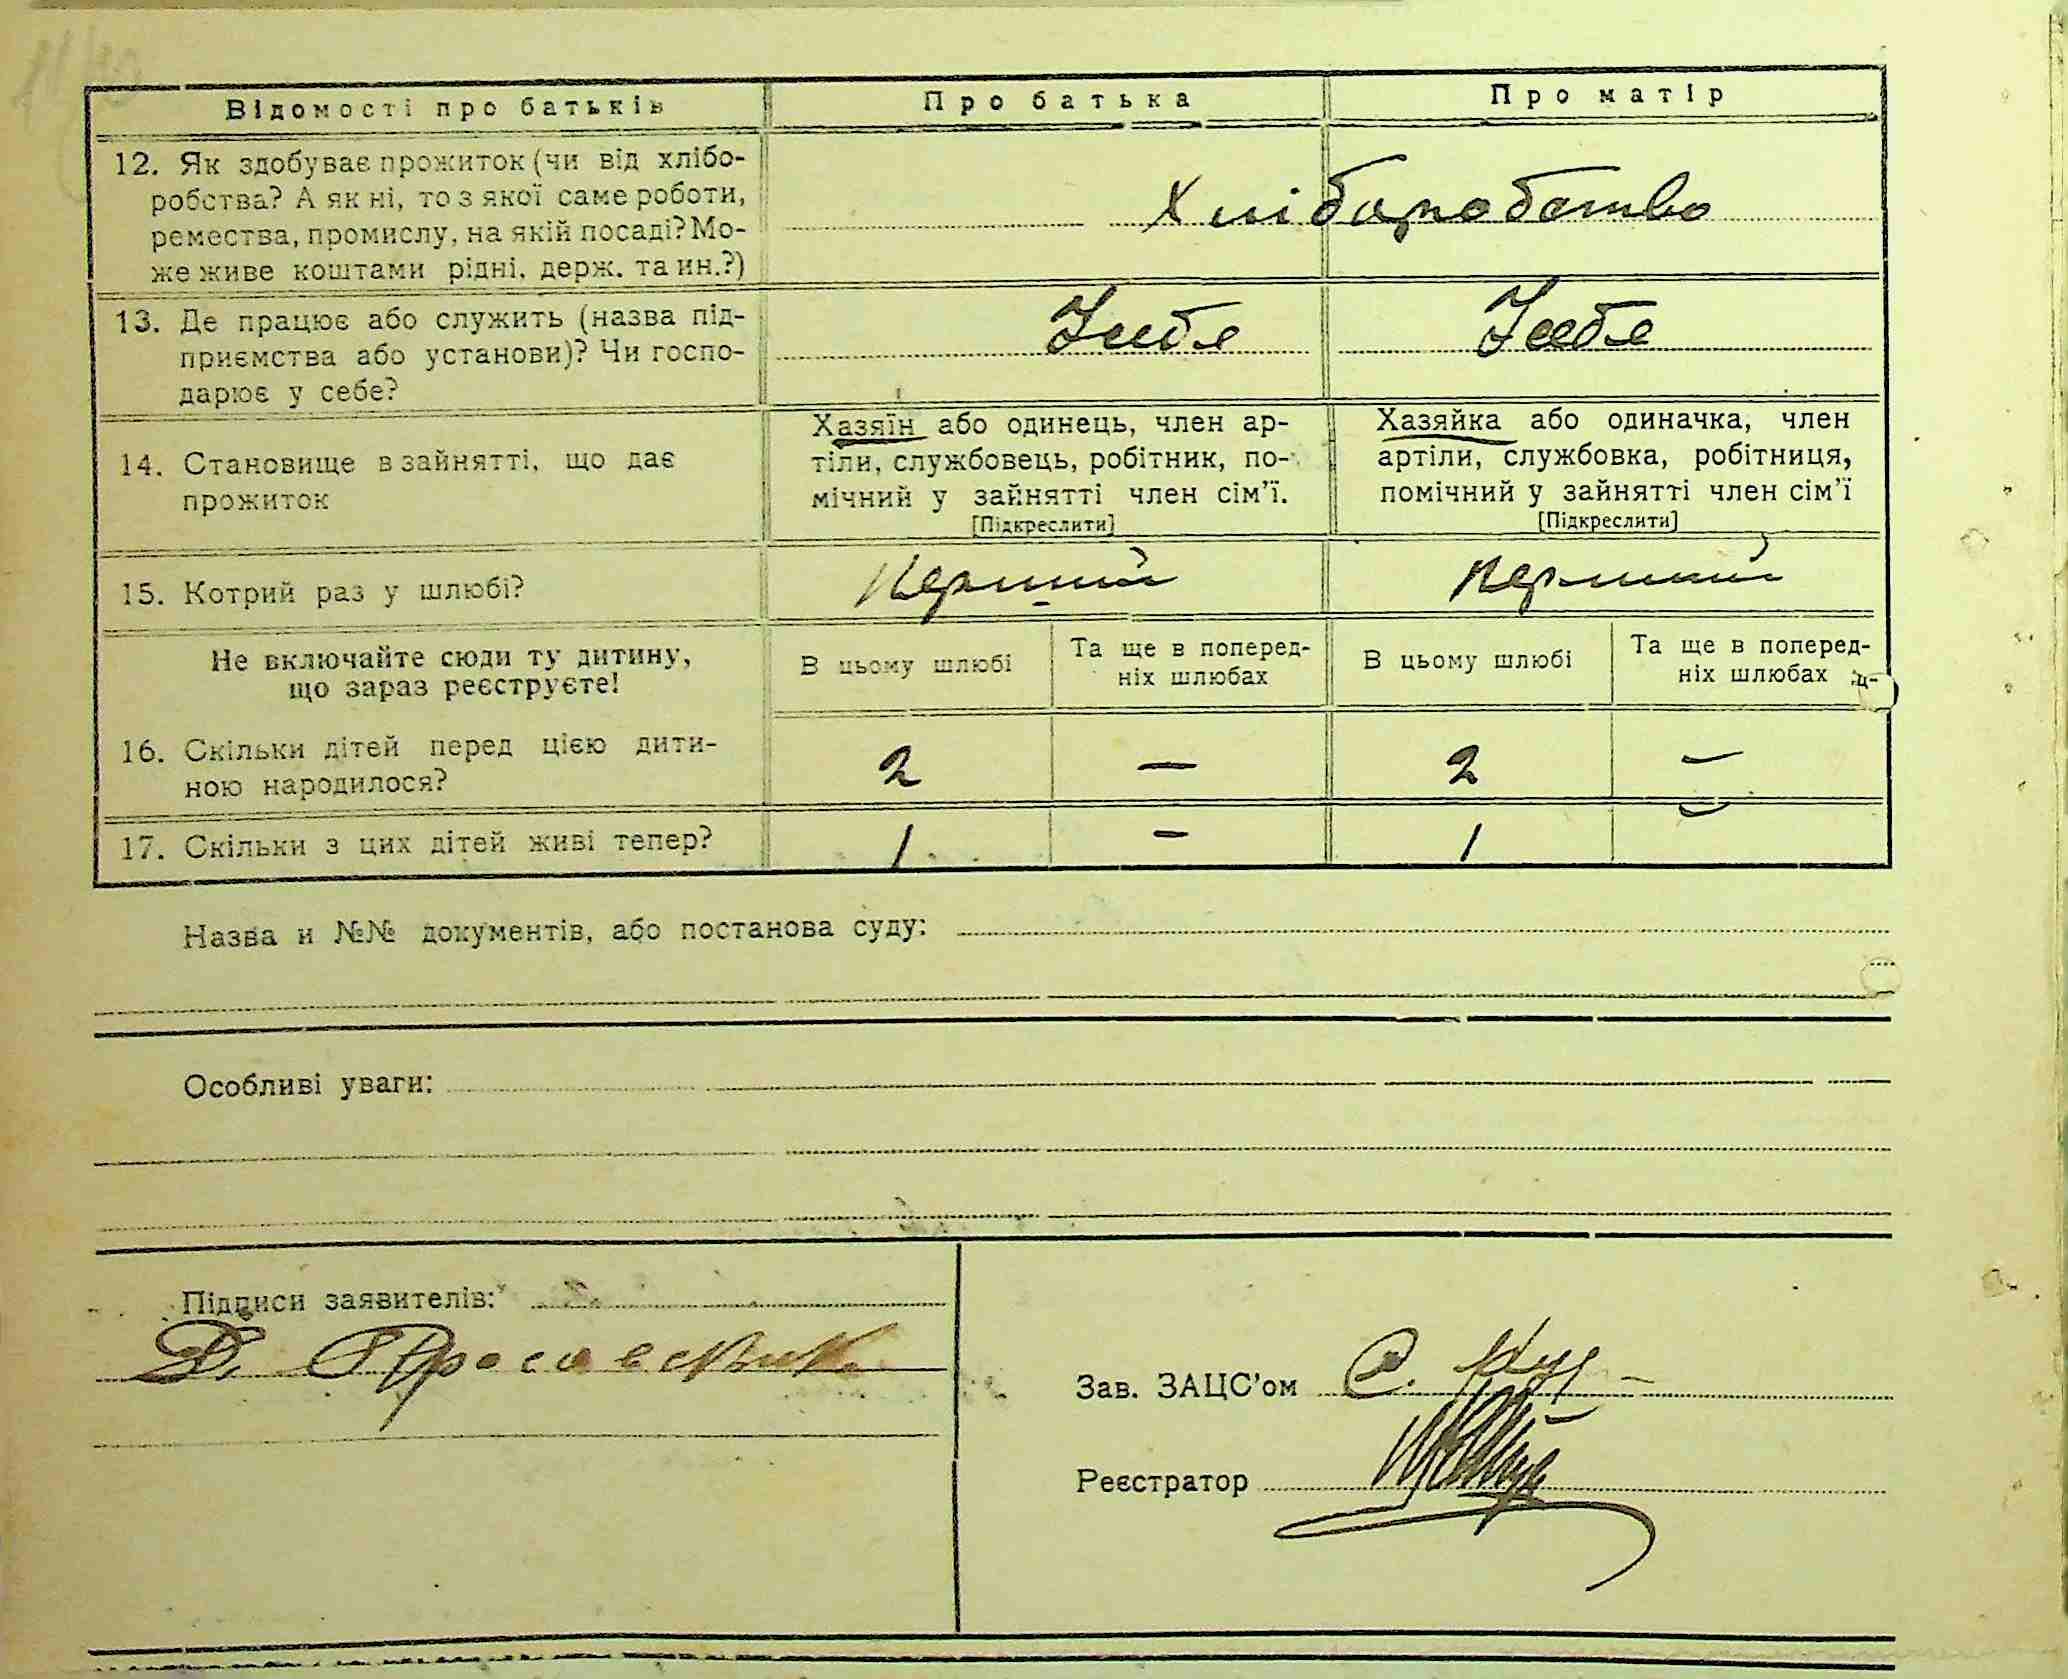 Відомості про батьків
Про батька
Про матір
12. Як здобуває прожиток (чи від хлібо-
робства? А як ні, то з якої саме роботи,
ремества, промислу, на якій посаді? Мо-
же живе коштами рідні, держ. та ин.?)
Хліборобство
13. Де працює або служить (назва під-
приємства або установи)? Чи госпо-
дарює у себе?
У себе
У себе
14. Становище в зайнятті, що дає
прожиток
Хазяїн або одинець, член ар-
тіли, службовець, робітник, по-
мічний у зайнятті член сім'ї.
[Підкреслити]
Хазяйка або одиначка, член
артіли, службовка, робітниця,
помічний у зайнятті член сім'ї
[Підкреслити]
15. Котрий раз у шлюбі?
Перший
Перший
Не включайте сюди ту дитину,
що зараз реєструєте!
В цьому шлюбі
Та ще в поперед-
ніх шлюбах
В цьому шлюбі
Та ще в поперед-
ніх шлюбах
16. Скільки дітей перед цією дити-
ною народилося?
2
—
2
—
17. Скільки з цих дітей живі тепер?
1
—
1
—
Назва и №№ документів, або постанова суду:
Особливі уваги:
Підписи заявителів:
Д.
Зав. ЗАЦС'ом
С.
Реєстратор